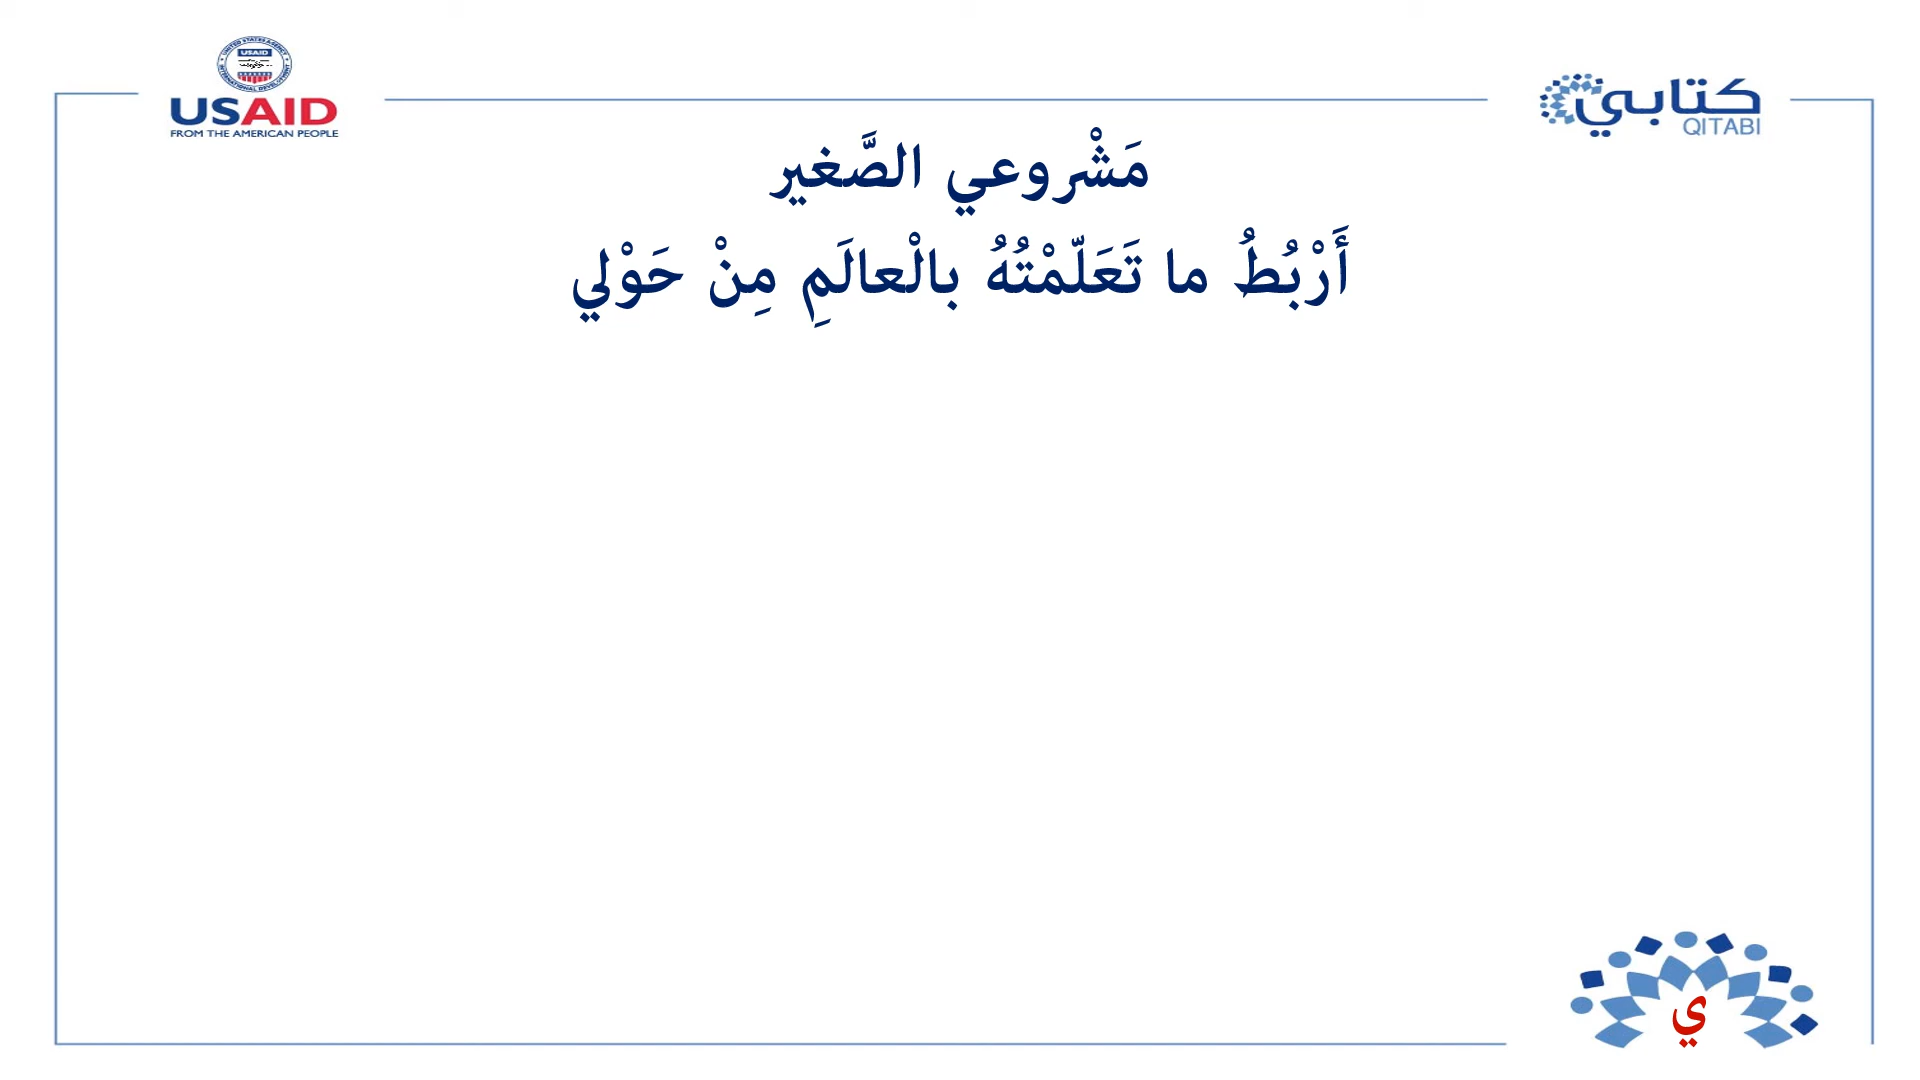 USAID
FROM THE AMERICAN PEOPLE
كتابي
QITABI
مَشْروعي الصَّغير
أَرْبُطُ ما تَعَلّمْتُهُ بالْعالَمِ مِنْ حَوْلي
ي